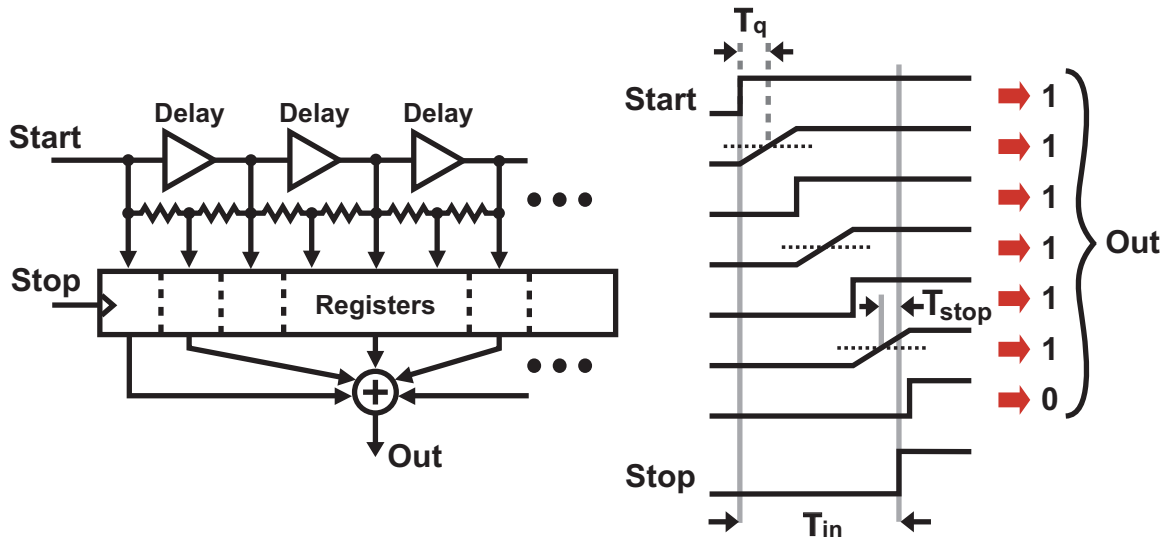 Delay
Delay
Delay
Start
Stop
Registers
+
Out
Tq
Start
1
1
1
1
Out
1
Tstop
1
0
Stop
Tin